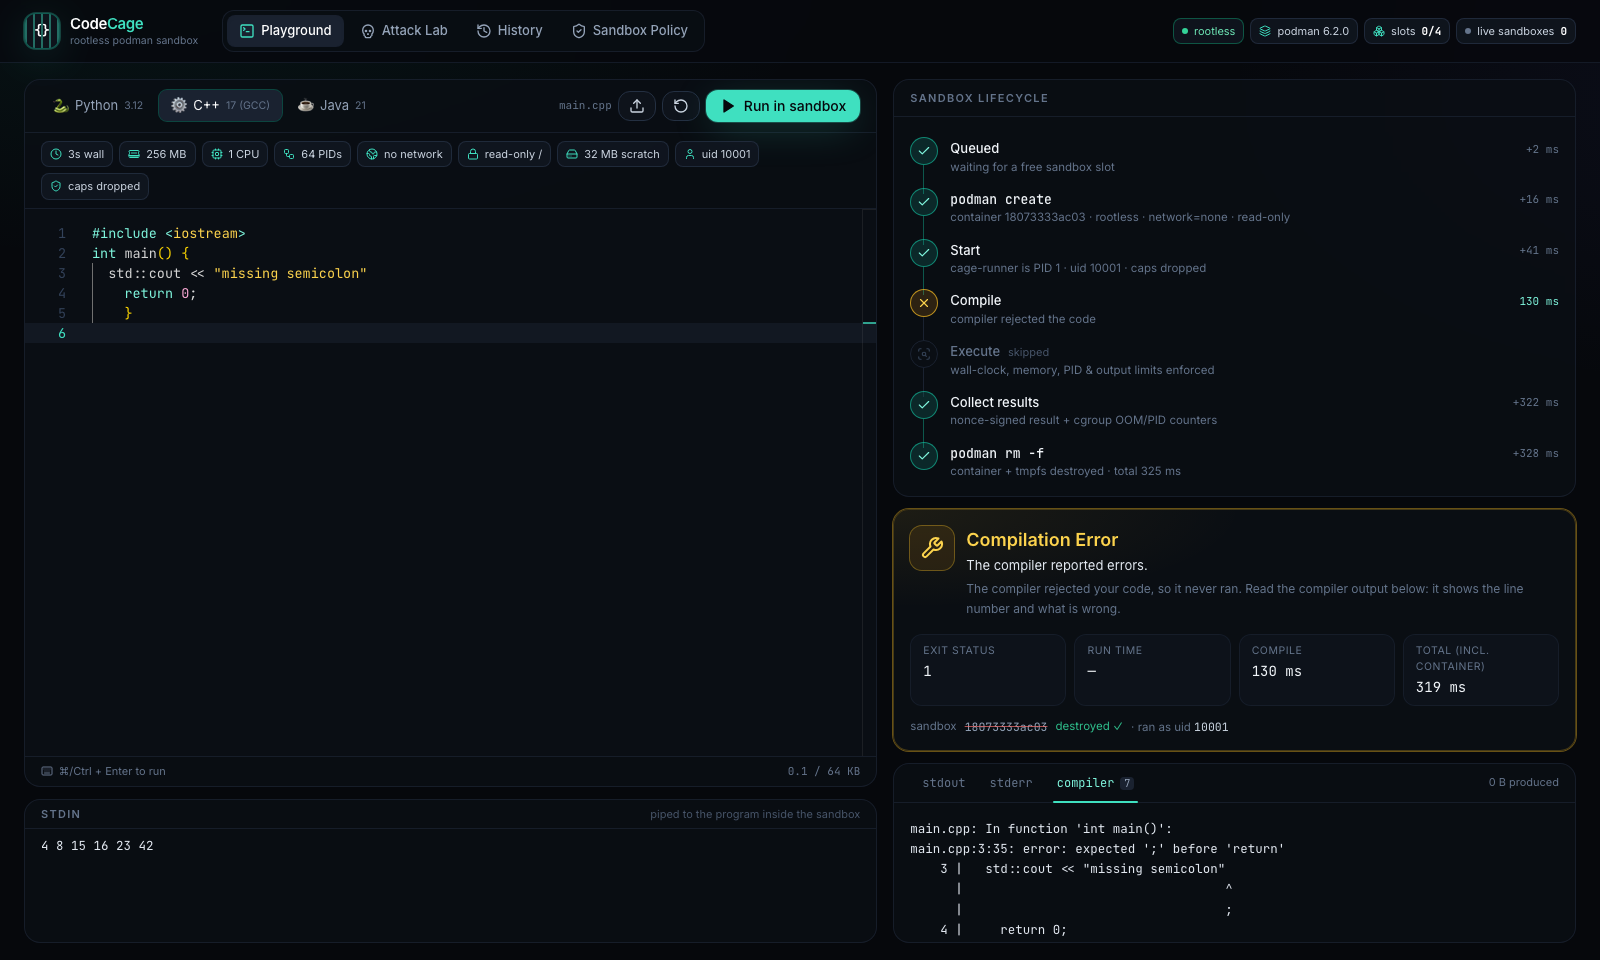 CodeCage
rootless podman sandbox
Playground
Attack Lab
History
Sandbox Policy
rootless
podman 6.2.0
slots 0/4
live sandboxes 0
Python 3.12
C++ 17 (GCC)
Java 21
main.cpp
Run in sandbox
3s wall
256 MB
1 CPU
64 PIDs
no network
read-only /
32 MB scratch
uid 10001
caps dropped
1 #include <iostream>
2 int main() {
3 std::cout << "missing semicolon"
4 return 0;
5 }
6
⌘/Ctrl + Enter to run
0.1 / 64 KB
STDIN
piped to the program inside the sandbox
4 8 15 16 23 42
SANDBOX LIFECYCLE
Queued +2 ms
waiting for a free sandbox slot
podman create +16 ms
container 18073333ac03 · rootless · network=none · read-only
Start +41 ms
cage-runner is PID 1 · uid 10001 · caps dropped
Compile 130 ms
compiler rejected the code
Execute skipped
wall-clock, memory, PID & output limits enforced
Collect results +322 ms
nonce-signed result + cgroup OOM/PID counters
podman rm -f +328 ms
container + tmpfs destroyed · total 325 ms
Compilation Error
The compiler reported errors.
The compiler rejected your code, so it never ran. Read the compiler output below: it shows the line
number and what is wrong.
EXIT STATUS
1
RUN TIME
—
COMPILE
130 ms
TOTAL (INCL.
CONTAINER)
319 ms
sandbox 18073333ac03 destroyed ✓ · ran as uid 10001
stdout
stderr
compiler 7
0 B produced
main.cpp: In function 'int main()':
main.cpp:3:35: error: expected ';' before 'return'
3 | std::cout << "missing semicolon"
| ^
| ;
4 | return 0;